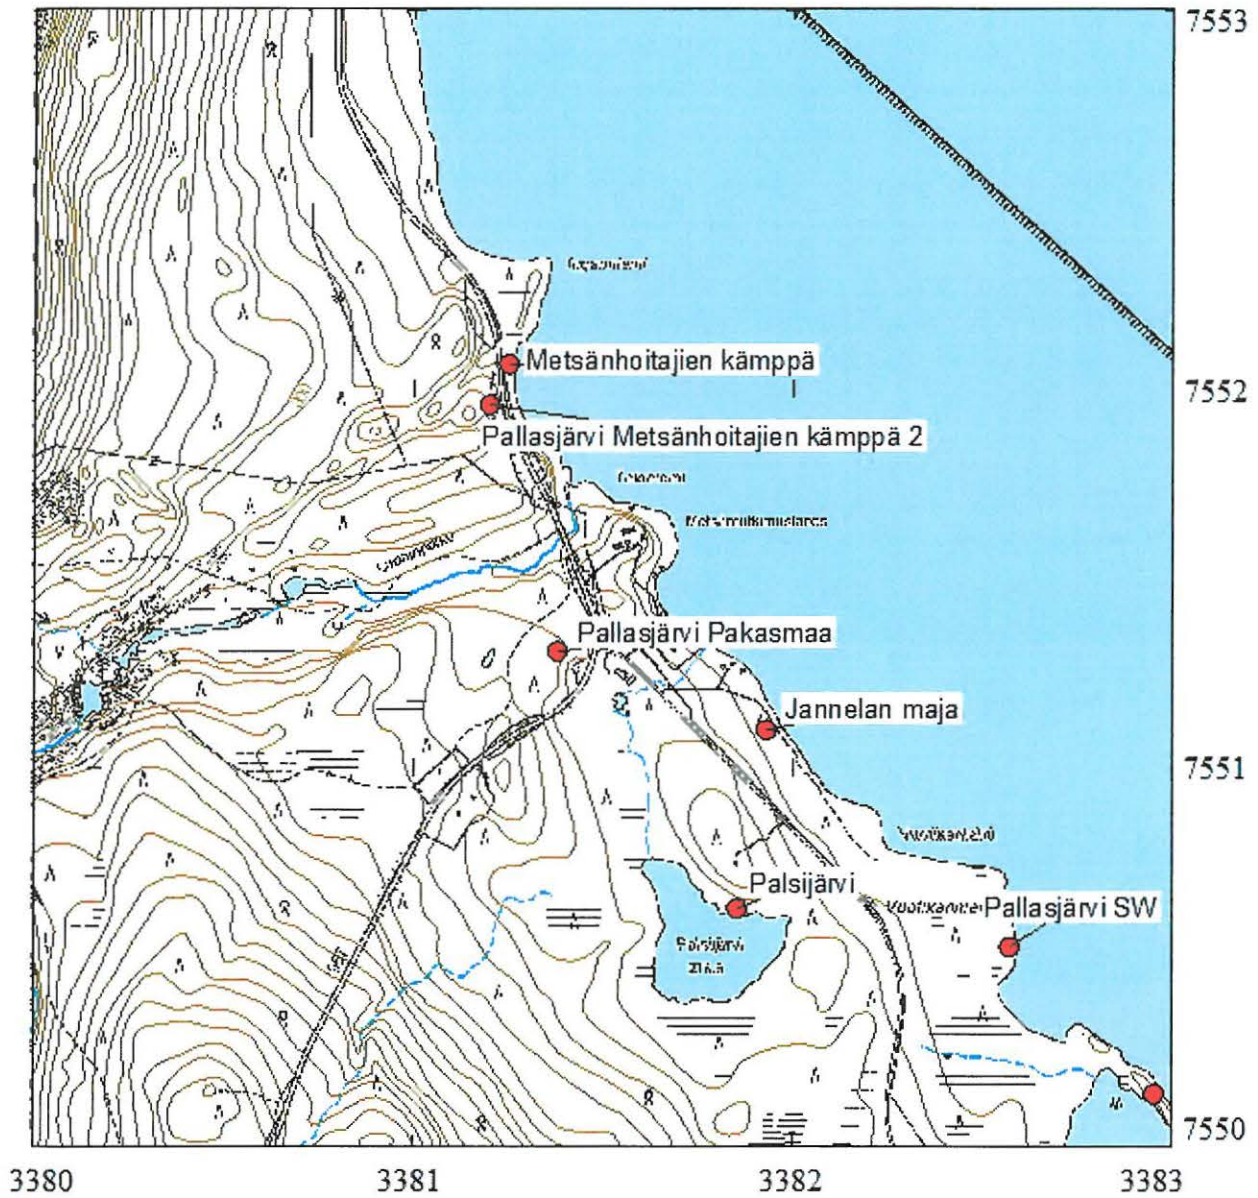 7553
Metsänhoitajien kämppä
7552
Pallasjärvi Metsänhoitajien kämppä 2
Pallasjärvi Pakasmaa
Jannelan maja
7551
Palsijärvi
Pallasjärvi SW
Palsijärvi
7550
3380
3381
3382
3383